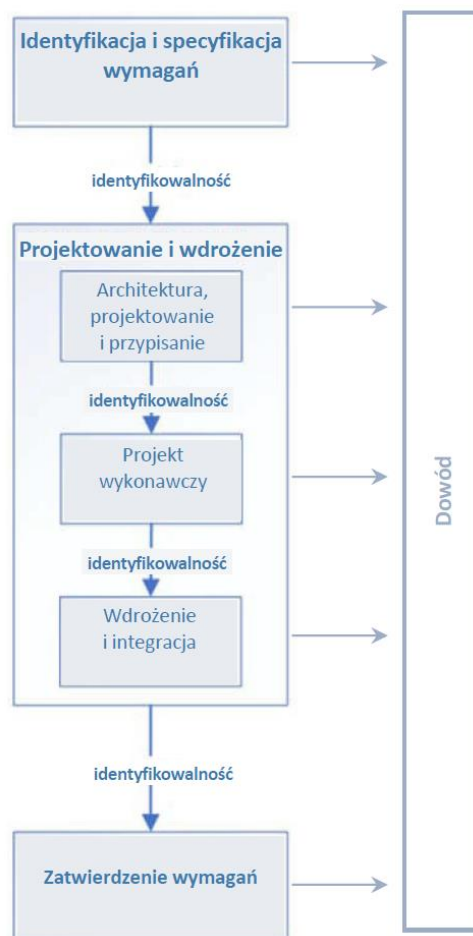 Identyfikacja i specyfikacja
wymagań
identyfikowalność
Projektowanie i wdrożenie
Architektura,
projektowanie
i przypisanie
identyfikowalność
Projekt
wykonawczy
identyfikowalność
Wdrożenie
i integracja
identyfikowalność
Zatwierdzenie wymagań
Dowód